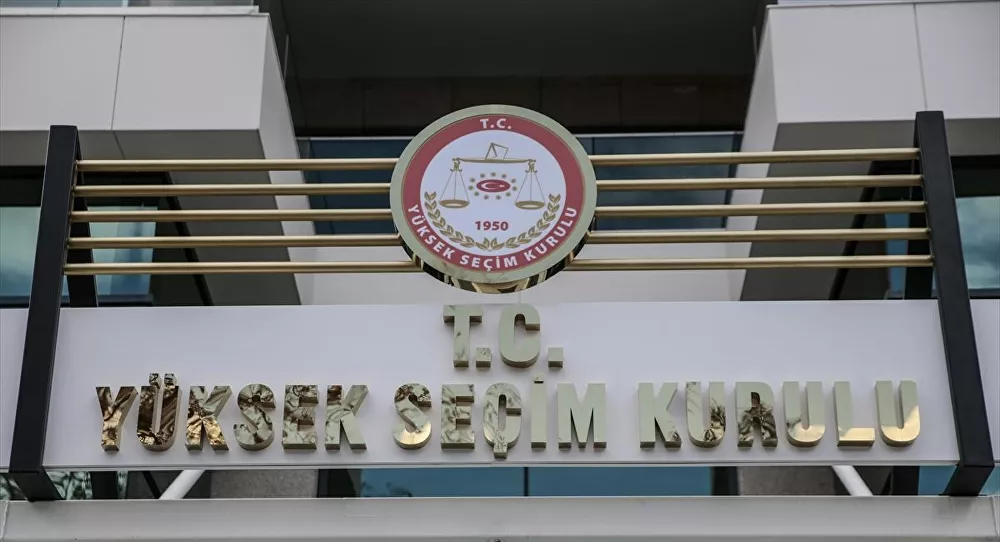 T.C.
1950
YÜKSEK SEÇİM KURULU
T.C.
YÜKSEK SEÇİM KURULU